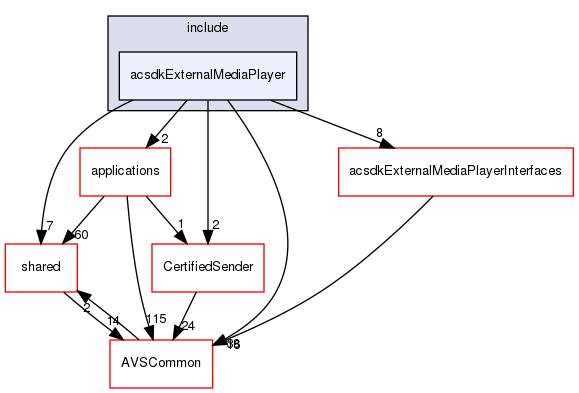 include
acsdkExternalMediaPlayer
2
8
applications
acsdkExternalMediaPlayerInterfaces
7
60
1
2
shared
CertifiedSender
2
14
115
24
AVSCommon